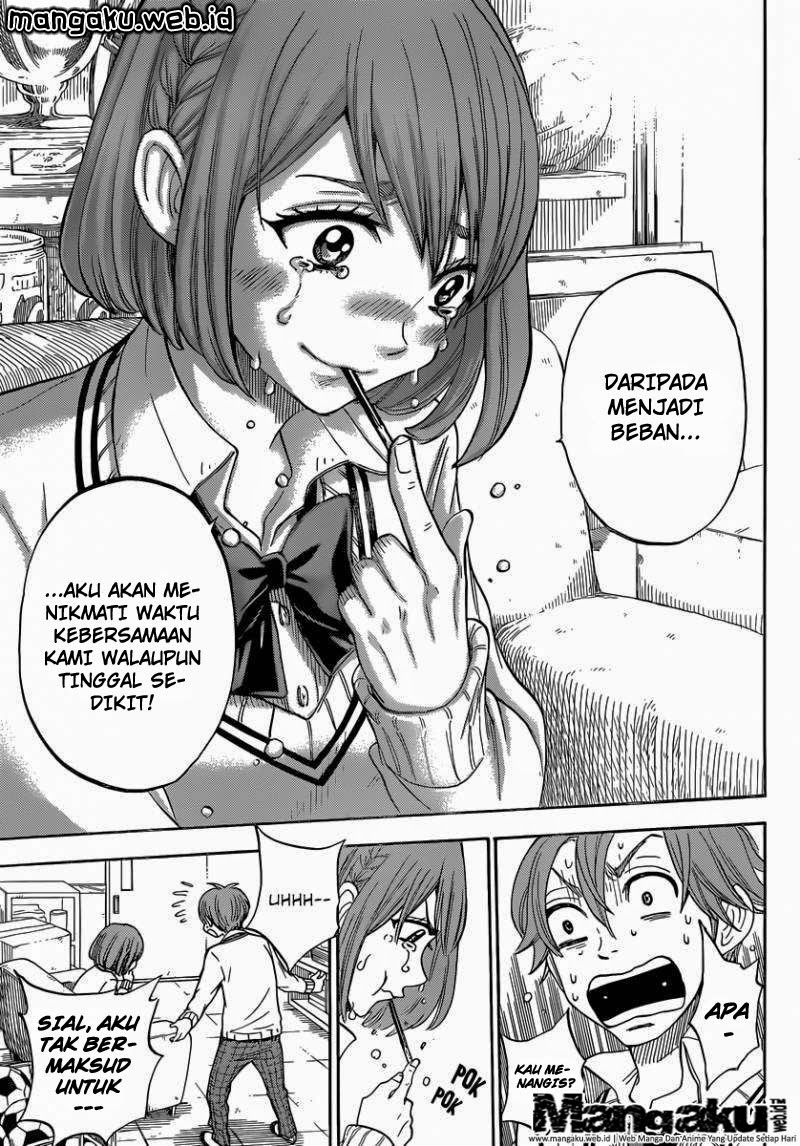 mangaku.web.id
DARIPADA
MENJADI
BEBAN...
...AKU AKAN ME-
NIKMATI WAKTU
KEBERSAMAAN
KAMI WALAUPUN
TINGGAL SE-
DIKIT!
APA
-
KAU ME-
NANGIS?
POK
POK
UHHH--
SIAL, AKU
TAK BER-
MAKSUD
UNTUK
---
Mangaku
www.mangaku.web.id | Web Manga Dan Anime Yang Update Setiap Hari